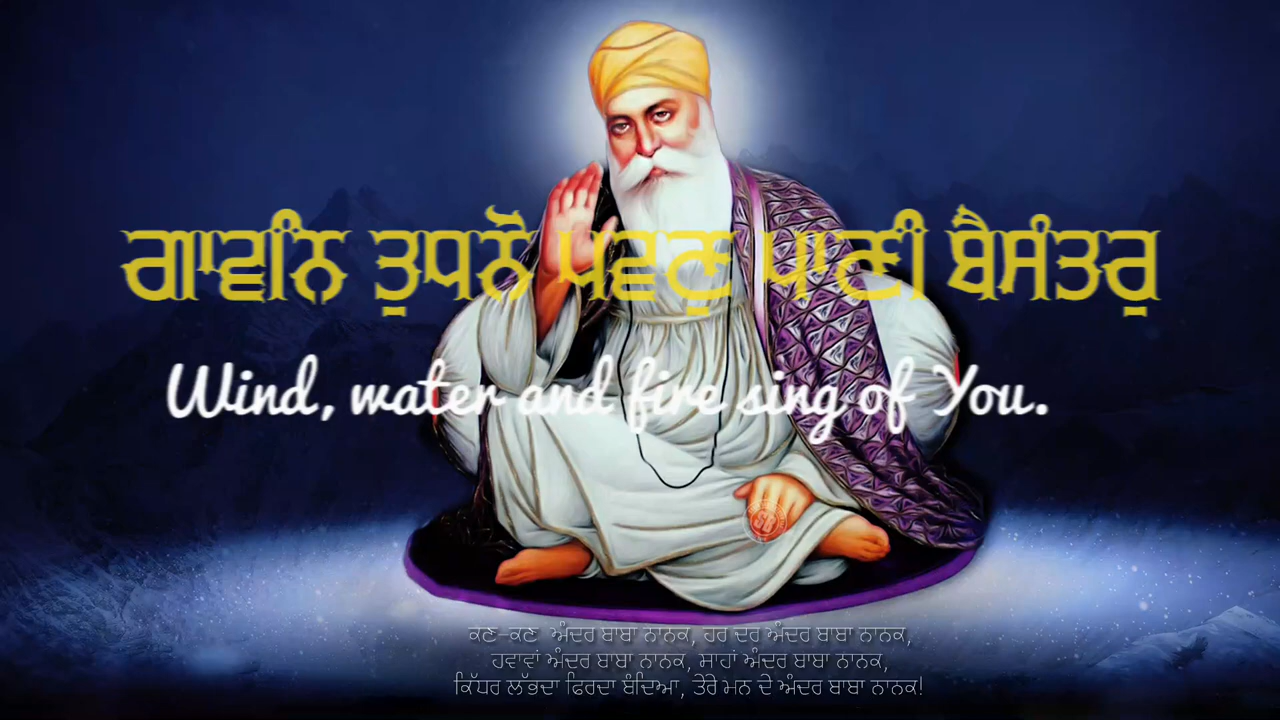 ਗਾਵਨਿ ਤੁਧਨੋ ਪਵਣੁ ਪਾਣੀ ਬੈਸੰਤਰੁ
Wind, water and fire sing of You.
ਕਣ-ਕਣ ਅੰਦਰ ਬਾਬਾ ਨਾਨਕ, ਹਰ ਦਰ ਅੰਦਰ ਬਾਬਾ ਨਾਨਕ,
ਹਵਾਵਾਂ ਅੰਦਰ ਬਾਬਾ ਨਾਨਕ, ਸਾਹਾਂ ਅੰਦਰ ਬਾਬਾ ਨਾਨਕ,
ਕਿੱਧਰ ਲੱਭਦਾ ਫਿਰਦਾ ਬੰਦਿਆ, ਤੇਰੇ ਮਨ ਦੇ ਅੰਦਰ ਬਾਬਾ ਨਾਨਕ!